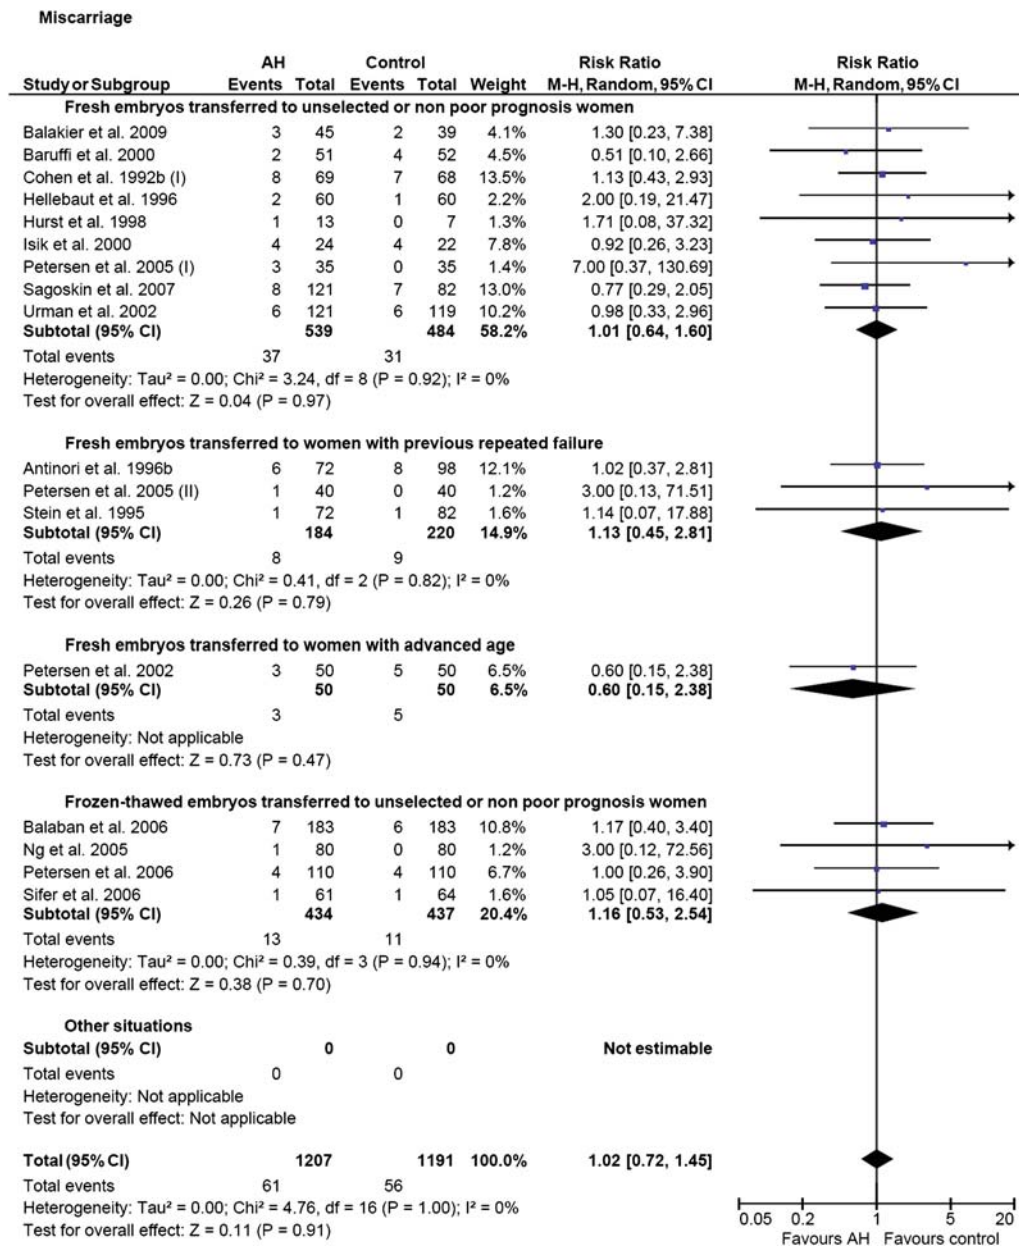 Miscarriage
AH Control Risk Ratio Risk Ratio
Study or Subgroup Events Total Events Total Weight M-H, Random, 95% CI M-H, Random, 95% CI
Fresh embryos transferred to unselected or non poor prognosis women
Balakier et al. 2009 3 45 2 39 4.1% 1.30 [0.23, 7.38]
Baruffi et al. 2000 2 51 4 52 4.5% 0.51 [0.10, 2.66]
Cohen et al. 1992b (I) 8 69 7 68 13.5% 1.13 [0.43, 2.93]
Hellebaut et al. 1996 2 60 1 60 2.2% 2.00 [0.19, 21.47]
Hurst et al. 1998 1 13 0 7 1.3% 1.71 [0.08, 37.32]
Isik et al. 2000 4 24 4 22 7.8% 0.92 [0.26, 3.23]
Petersen et al. 2005 (I) 3 35 0 35 1.4% 7.00 [0.37, 130.69]
Sagoskin et al. 2007 8 121 7 82 13.0% 0.77 [0.29, 2.05]
Urman et al. 2002 6 121 6 119 10.2% 0.98 [0.33, 2.96]
Subtotal (95% CI) 539 484 58.2% 1.01 [0.64, 1.60]
Total events 37 31
Heterogeneity: Tau² = 0.00; Chi² = 3.24, df = 8 (P = 0.92); I² = 0%
Test for overall effect: Z = 0.04 (P = 0.97)
Fresh embryos transferred to women with previous repeated failure
Antinori et al. 1996b 6 72 8 98 12.1% 1.02 [0.37, 2.81]
Petersen et al. 2005 (II) 1 40 0 40 1.2% 3.00 [0.13, 71.51]
Stein et al. 1995 1 72 1 82 1.6% 1.14 [0.07, 17.88]
Subtotal (95% CI) 184 220 14.9% 1.13 [0.45, 2.81]
Total events 8 9
Heterogeneity: Tau² = 0.00; Chi² = 0.41, df = 2 (P = 0.82); I² = 0%
Test for overall effect: Z = 0.26 (P = 0.79)
Fresh embryos transferred to women with advanced age
Petersen et al. 2002 3 50 5 50 6.5% 0.60 [0.15, 2.38]
Subtotal (95% CI) 50 50 6.5% 0.60 [0.15, 2.38]
Total events 3 5
Heterogeneity: Not applicable
Test for overall effect: Z = 0.73 (P = 0.47)
Frozen-thawed embryos transferred to unselected or non poor prognosis women
Balaban et al. 2006 7 183 6 183 10.8% 1.17 [0.40, 3.40]
Ng et al. 2005 1 80 0 80 1.2% 3.00 [0.12, 72.56]
Petersen et al. 2006 4 110 4 110 6.7% 1.00 [0.26, 3.90]
Sifer et al. 2006 1 61 1 64 1.6% 1.05 [0.07, 16.40]
Subtotal (95% CI) 434 437 20.4% 1.16 [0.53, 2.54]
Total events 13 11
Heterogeneity: Tau² = 0.00; Chi² = 0.39, df = 3 (P = 0.94); I² = 0%
Test for overall effect: Z = 0.38 (P = 0.70)
Other situations
Subtotal (95% CI) 0 0 Not estimable
Total events 0 0
Heterogeneity: Not applicable
Test for overall effect: Not applicable
Total (95% CI) 1207 1191 100.0% 1.02 [0.72, 1.45]
Total events 61 56
Heterogeneity: Tau² = 0.00; Chi² = 4.76, df = 16 (P = 1.00); I² = 0%
Test for overall effect: Z = 0.11 (P = 0.91)
0.05 0.2 1 5 20
Favours AH Favours control